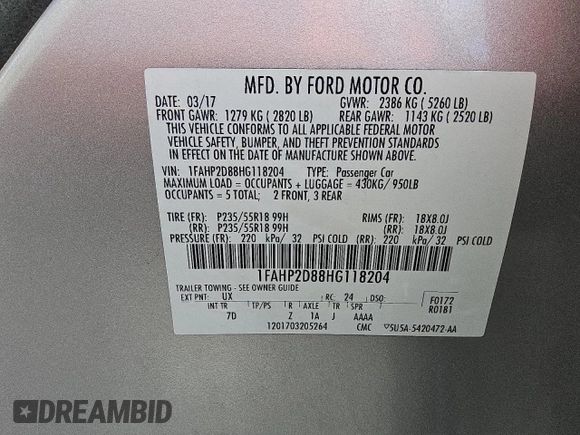 MFD. BY FORD MOTOR CO.
DATE: 03/17 GVWR: 2386 KG ( 5260 LB)
FRONT GAWR: 1279 KG ( 2820 LB) REAR GAWR: 1143 KG ( 2520 LB)
THIS VEHICLE CONFORMS TO ALL APPLICABLE FEDERAL MOTOR
VEHICLE SAFETY, BUMPER, AND THEFT PREVENTION STANDARDS
IN EFFECT ON THE DATE OF MANUFACTURE SHOWN ABOVE.
VIN: 1FAHP2D88HG118204 TYPE: Passenger Car
MAXIMUM LOAD = OCCUPANTS + LUGGAGE = 430KG/ 950LB
OCCUPANTS = 5 TOTAL; 2 FRONT, 3 REAR
TIRE (FR): P235/55R18 99H RIMS (FR): 18X8.0J
(RR): P235/55R18 99H (RR): 18X8.0J
PRESSURE (FR): 220 kPa/ 32 PSI COLD (RR): 220 kPa/ 32 PSI COLD
1FAHP2D88HG118204
TRAILER TOWING - SEE OWNER GUIDE
EXT PNT: UX RC: 24 DSO: F0172
R0181
INT TR TP/PS R AXLE TR SPR
7D Z 1A J AAAA
1201703205264 CMC SU5A-5420472-AA
DREAMBID